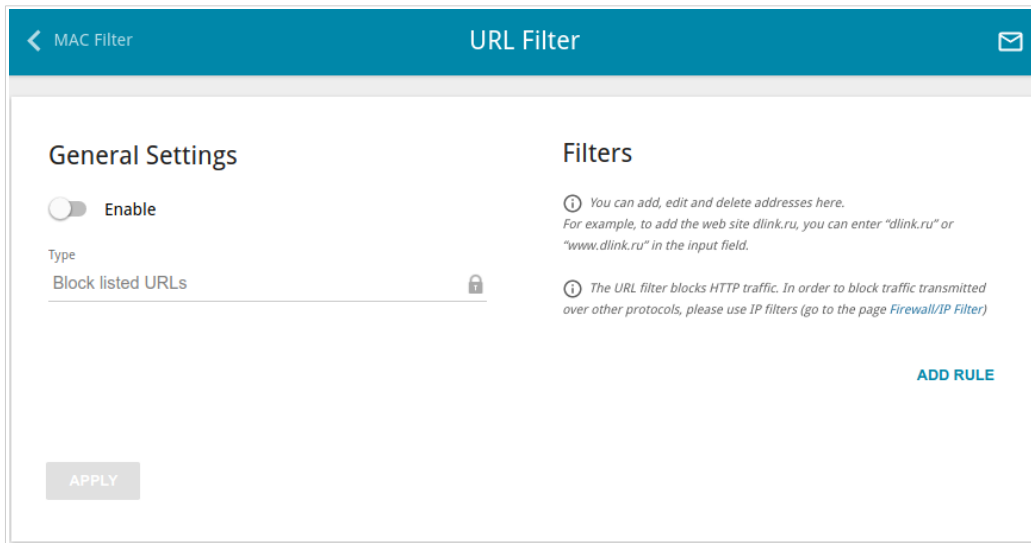 MAC Filter
URL Filter
General Settings
Enable
Type
Block listed URLs
APPLY
Filters
You can add, edit and delete addresses here.
For example, to add the web site dlink.ru, you can enter “dlink.ru” or
“www.dlink.ru” in the input field.
The URL filter blocks HTTP traffic. In order to block traffic transmitted
over other protocols, please use IP filters (go to the page Firewall/IP Filter)
ADD RULE